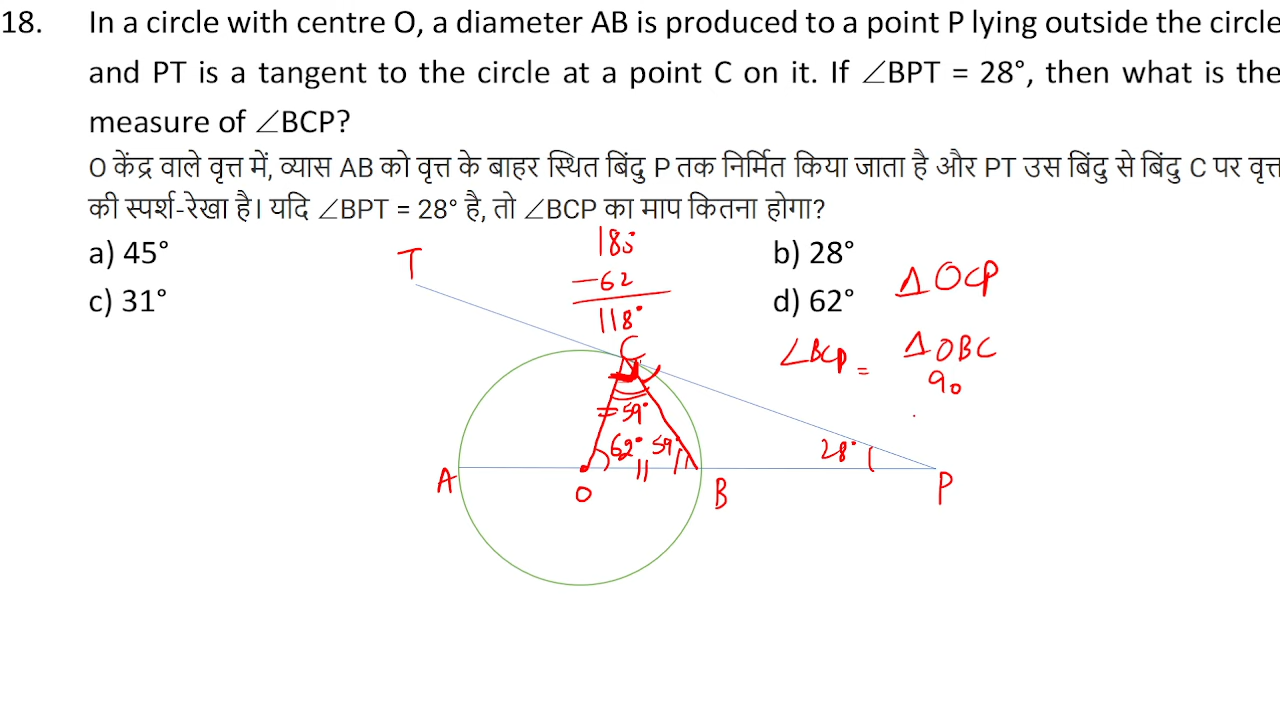 18. In a circle with centre O, a diameter AB is produced to a point P lying outside the circle
and PT is a tangent to the circle at a point C on it. If ∠BPT = 28°, then what is the
measure of ∠BCP?
O केंद्र वाले वृत्त में, व्यास AB को वृत्त के बाहर स्थित बिंदु P तक निर्मित किया जाता है और PT उस बिंदु से बिंदु C पर वृत्त
की स्पर्श-रेखा है। यदि ∠BPT = 28° है, तो ∠BCP का माप कितना होगा?
a) 45° b) 28°
c) 31° d) 62°
T
180
-62
118°
△OCP
∠BCP =
△OBC
90
C
59°
62° 59°
28°
A
O
B
P